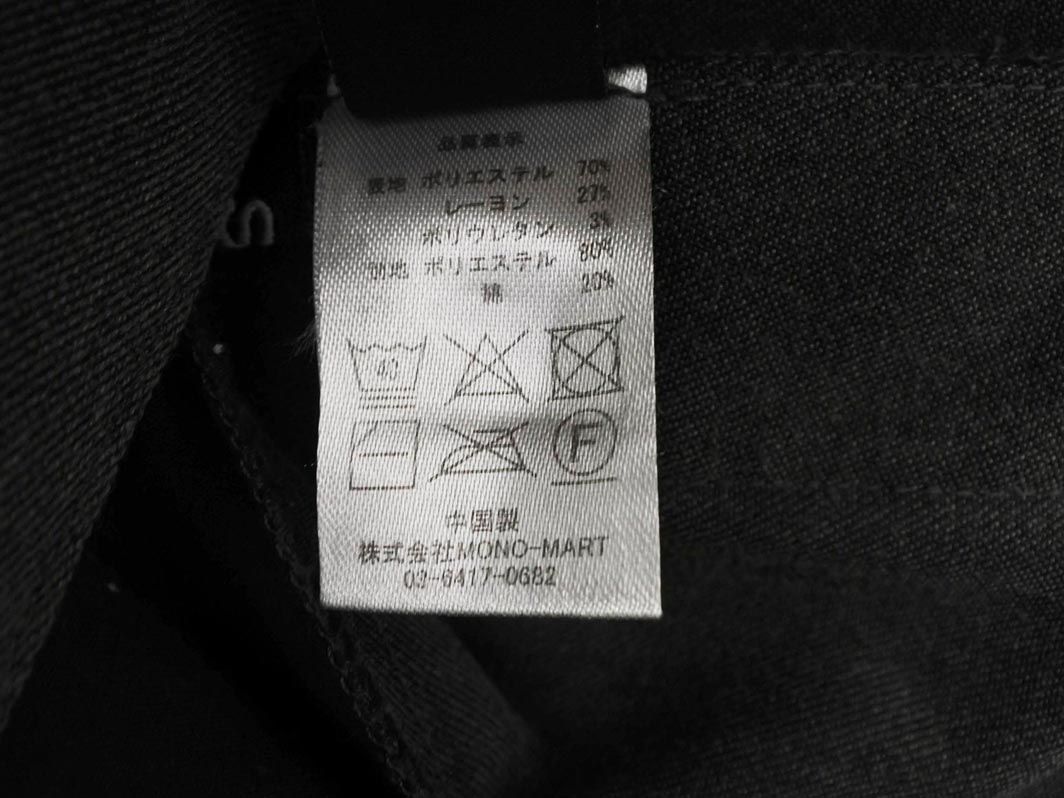 品質表示
表地 ポリエステル 70%
レーヨン 27%
ポリウレタン 3%
別地 ポリエステル 80%
綿 20%
40
F
中国製
株式会社MONO-MART
03-6417-0682
S